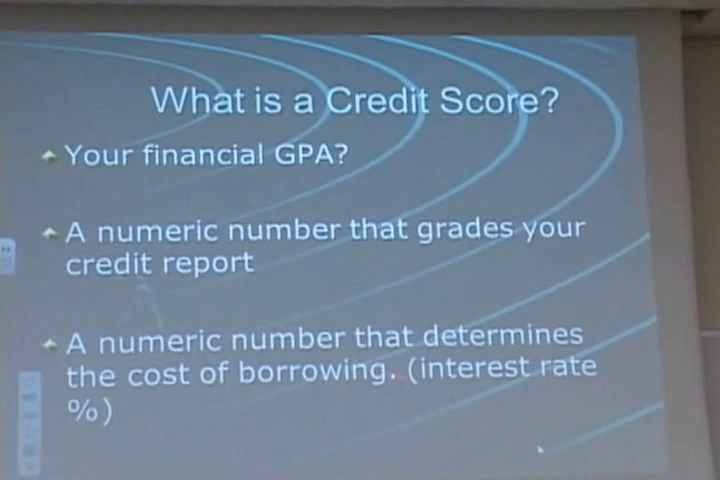 What is a Credit Score?
Your financial GPA?
A numeric number that grades your
credit report
A numeric number that determines
the cost of borrowing. (interest rate
%)